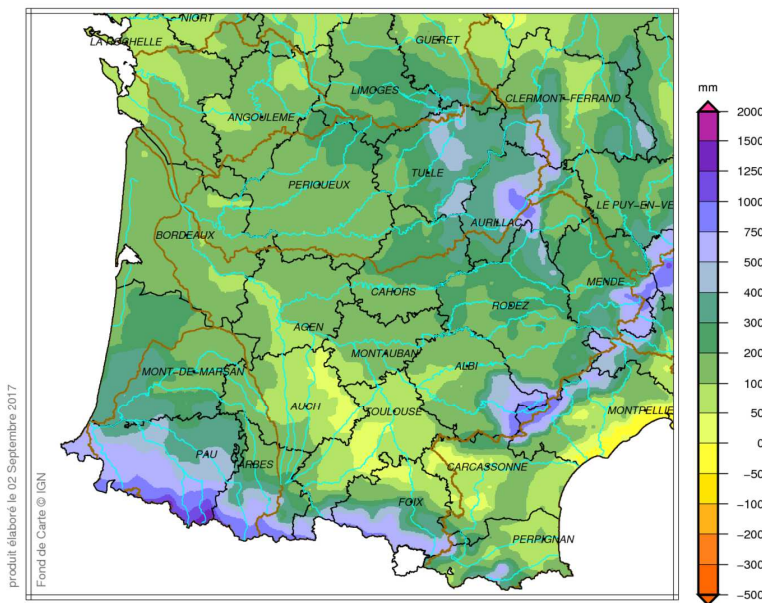 NIORT
LA ROCHELLE
GUERET
LIMOGES
CLERMONT-FERRAND
ANGOULEME
TULLE
PERIGUEUX
LE PUY-EN-VE
AURILLAC
BORDEAUX
MENDE
CAHORS
RODEZ
AGEN
MONTAUBAN
ALBI
MONT-DE-MARSAN
AUCH
TOULOUSE
MONTPELLIE
PAU
TARBES
CARCASSONNE
FOIX
PERPIGNAN
mm
2000
1500
1250
1000
750
500
400
300
200
100
50
0
-50
-100
-200
-300
-500
produit élaboré le 02 Septembre 2017
Fond de Carte © IGN